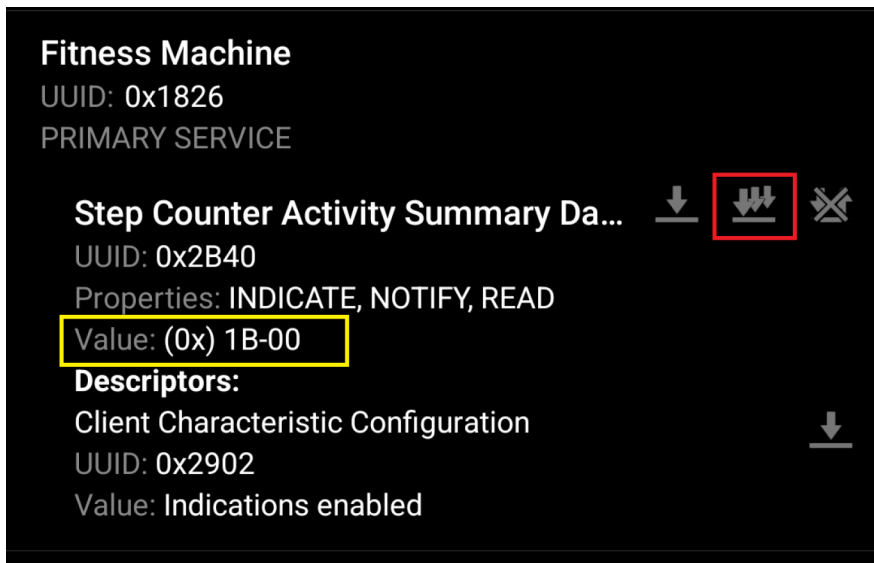 Fitness Machine
UUID: 0x1826
PRIMARY SERVICE
Step Counter Activity Summary Da...
UUID: 0x2B40
Properties: INDICATE, NOTIFY, READ
Value: (0x) 1B-00
Descriptors:
Client Characteristic Configuration
UUID: 0x2902
Value: Indications enabled